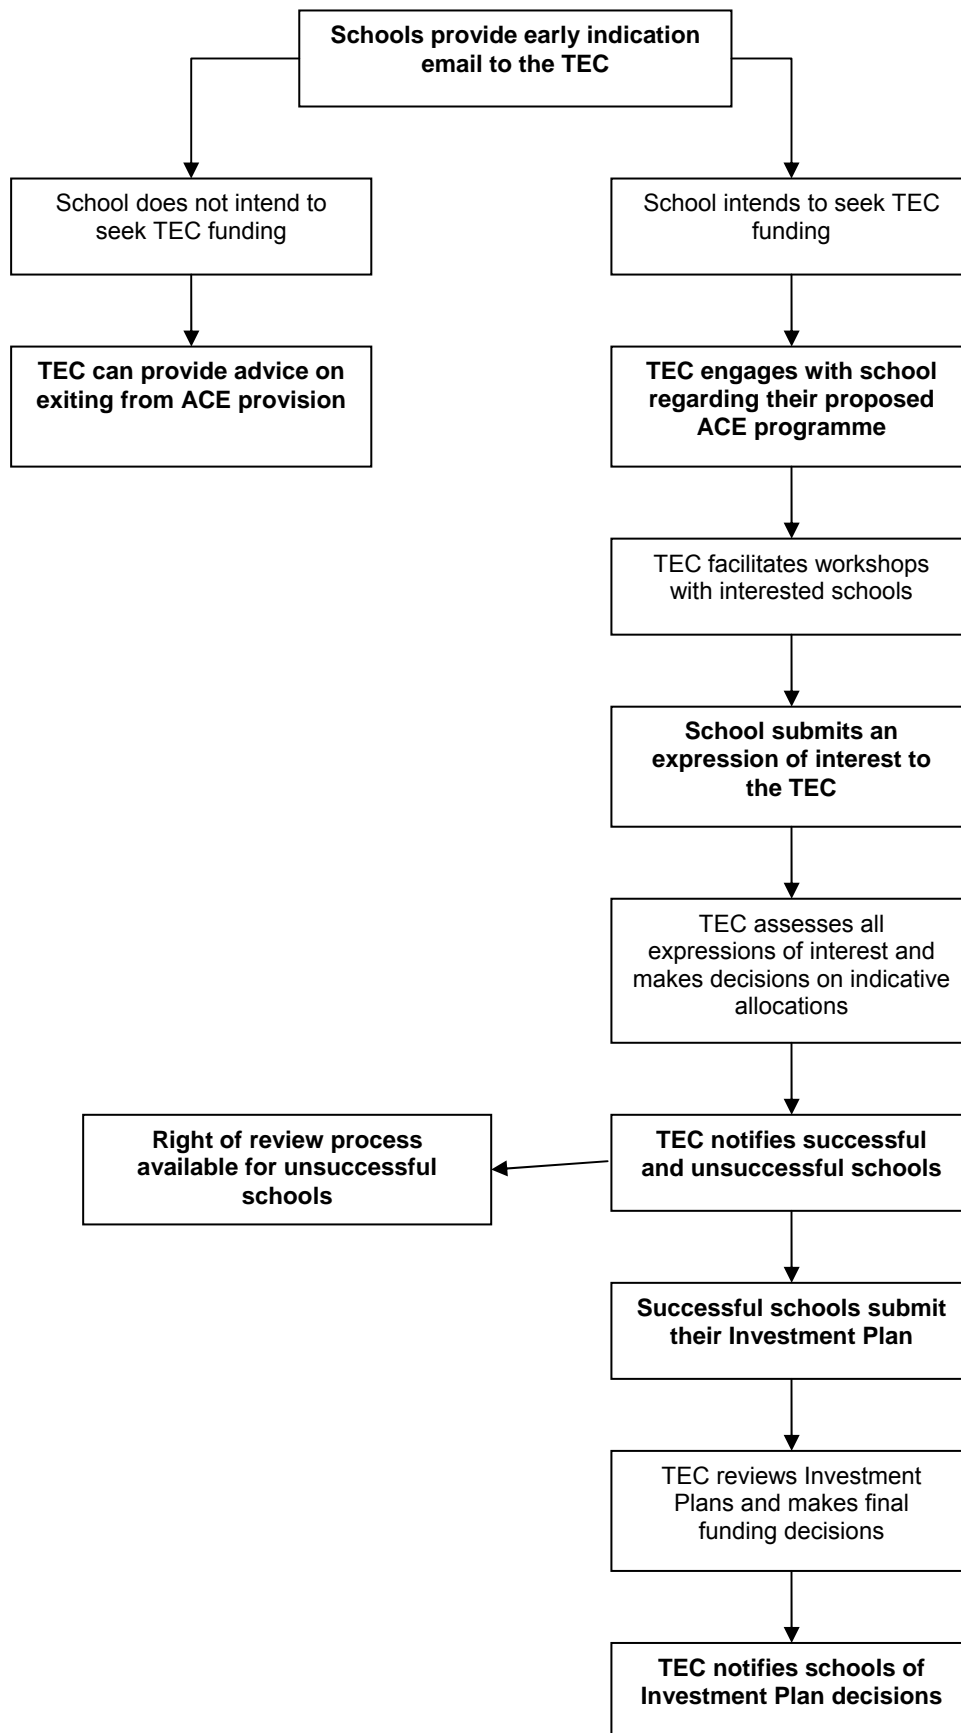 Schools provide early indication
email to the TEC
School does not intend to
seek TEC funding
School intends to seek TEC
funding
TEC can provide advice on
exiting from ACE provision
TEC engages with school
regarding their proposed
ACE programme
TEC facilitates workshops
with interested schools
School submits an
expression of interest to
the TEC
TEC assesses all
expressions of interest and
makes decisions on indicative
allocations
Right of review process
available for unsuccessful
schools
TEC notifies successful
and unsuccessful schools
Successful schools submit
their Investment Plan
TEC reviews Investment
Plans and makes final
funding decisions
TEC notifies schools of
Investment Plan decisions